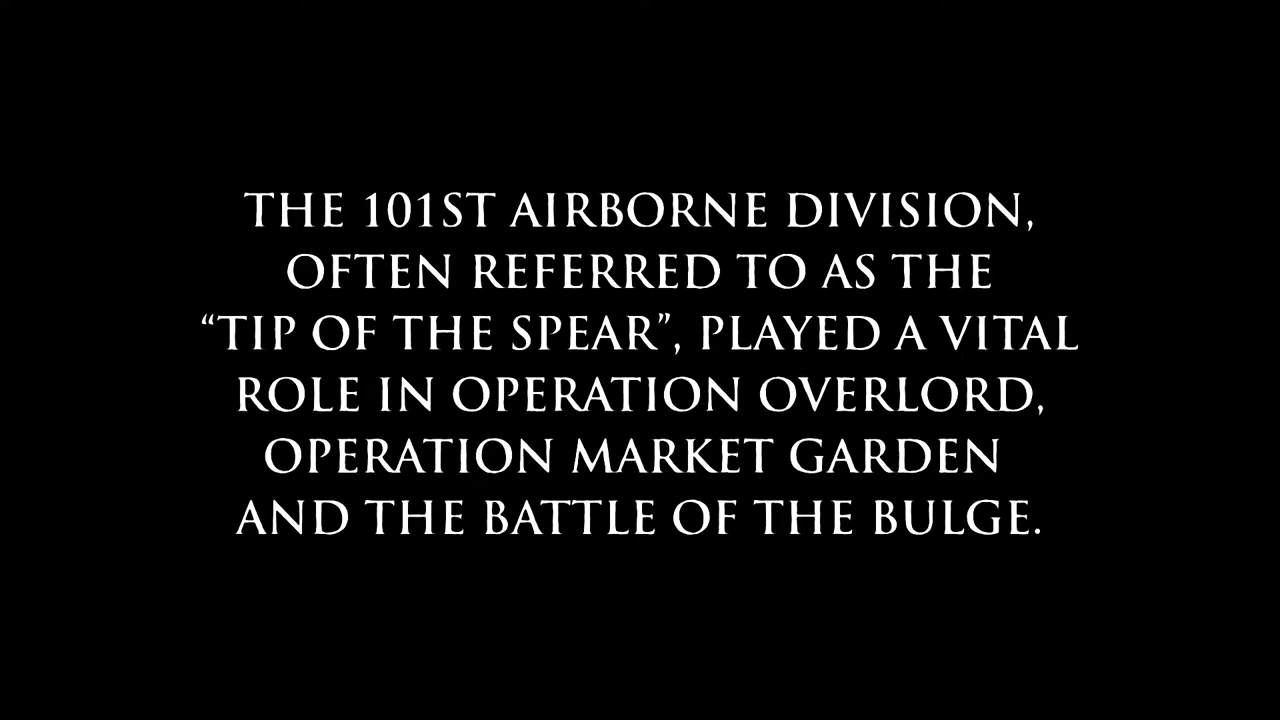 THE 101ST AIRBORNE DIVISION,
OFTEN REFERRED TO AS THE
“TIP OF THE SPEAR”, PLAYED A VITAL
ROLE IN OPERATION OVERLORD,
OPERATION MARKET GARDEN
AND THE BATTLE OF THE BULGE.